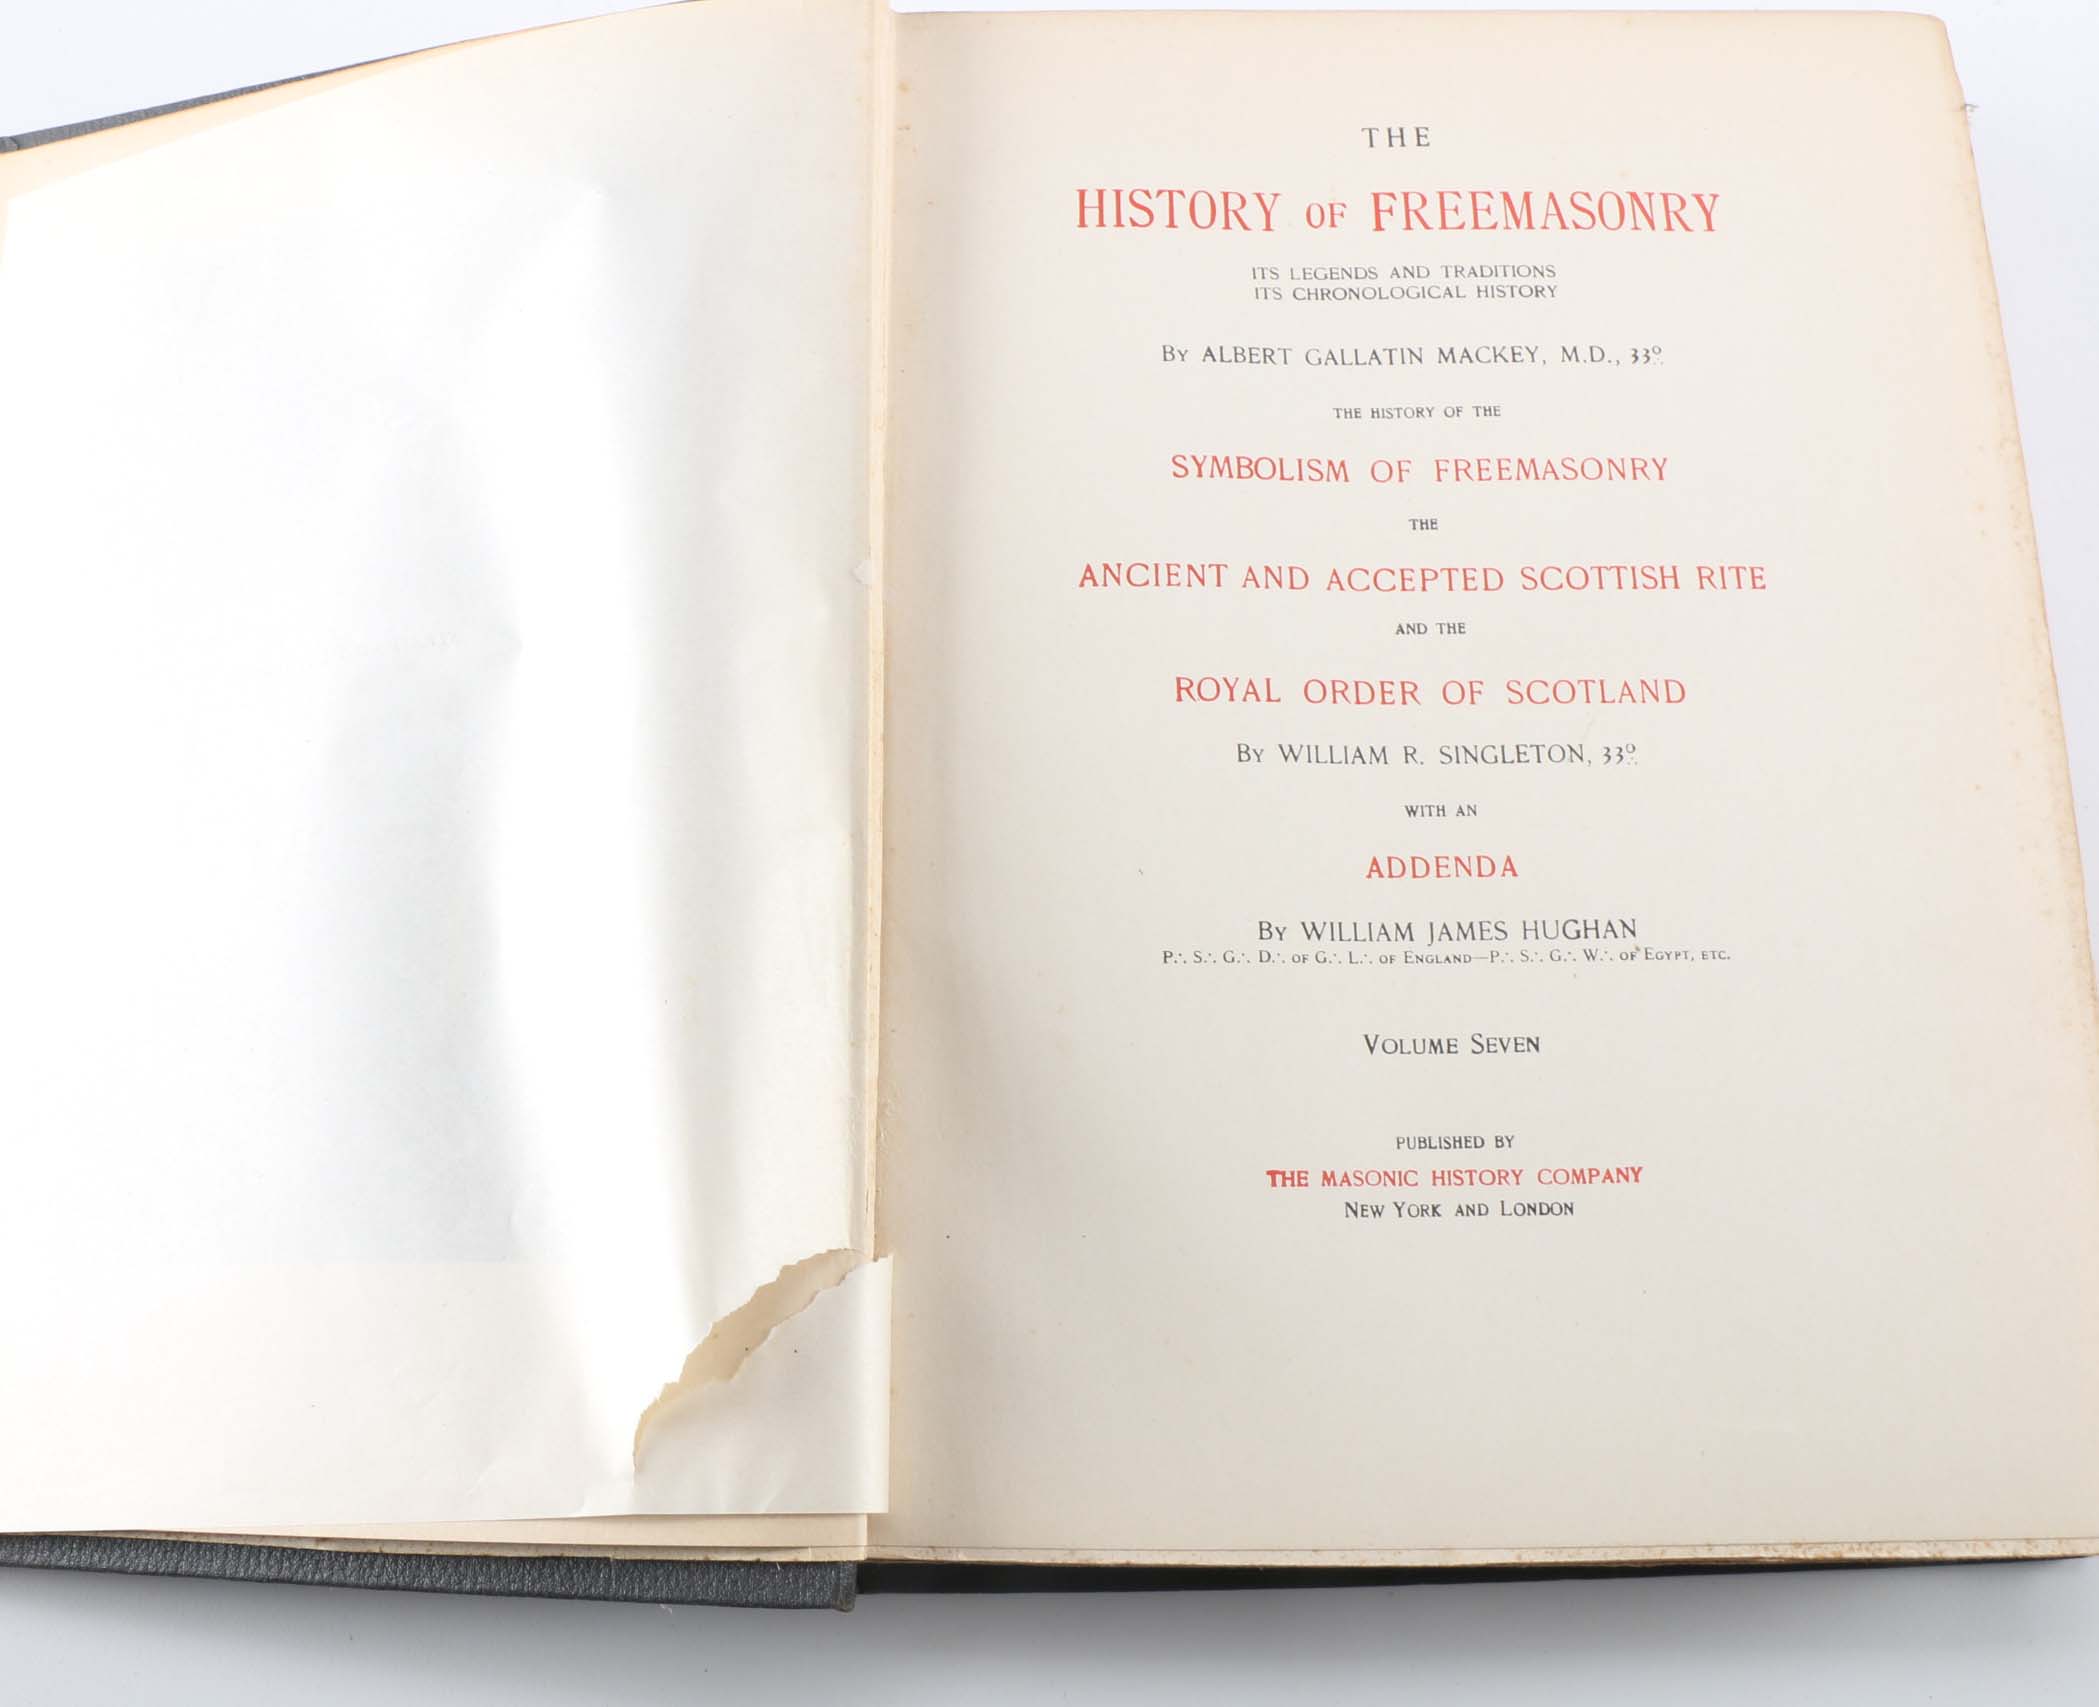 THE
HISTORY OF FREEMASONRY
ITS LEGENDS AND TRADITIONS
ITS CHRONOLOGICAL HISTORY
By ALBERT GALLATIN MACKEY, M.D., 33º∴
THE HISTORY OF THE
SYMBOLISM OF FREEMASONRY
THE
ANCIENT AND ACCEPTED SCOTTISH RITE
AND THE
ROYAL ORDER OF SCOTLAND
By WILLIAM R. SINGLETON, 33º∴
WITH AN
ADDENDA
By WILLIAM JAMES HUGHAN
P∴ S∴ G∴ D∴ OF G∴ L∴ OF ENGLAND—P∴ S∴ G∴ W∴ OF EGYPT, ETC.
VOLUME SEVEN
PUBLISHED BY
THE MASONIC HISTORY COMPANY
NEW YORK AND LONDON